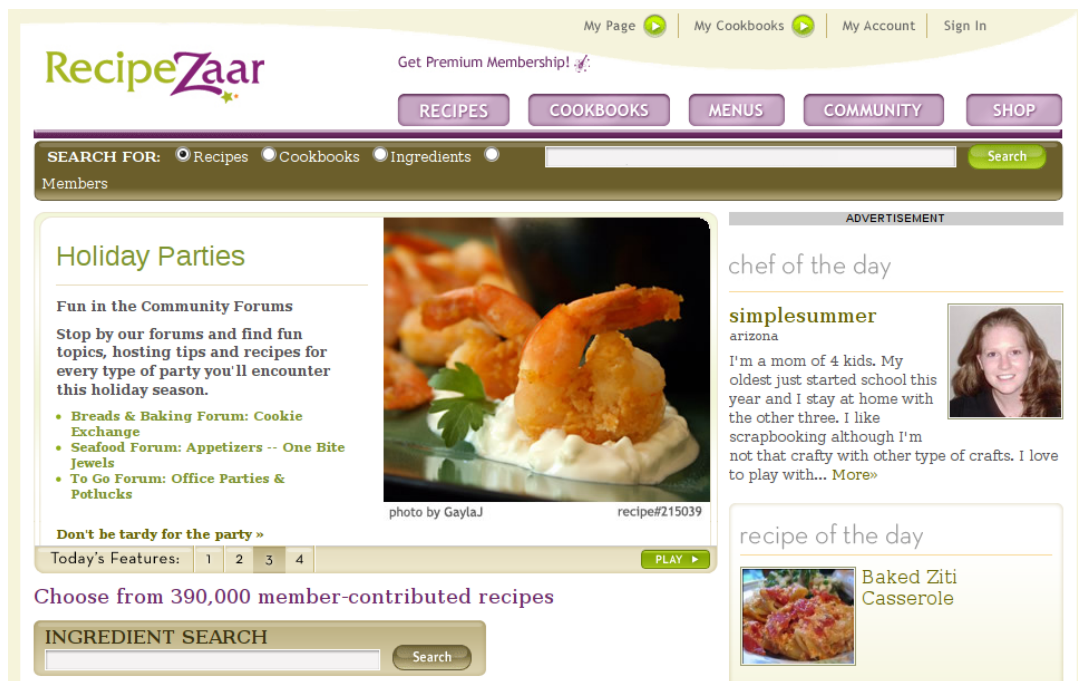 My Page
My Cookbooks
My Account
Sign In
RecipeZaar
Get Premium Membership!
RECIPES
COOKBOOKS
MENUS
COMMUNITY
SHOP
SEARCH FOR: Recipes Cookbooks Ingredients
Members
Search
Holiday Parties
Fun in the Community Forums
Stop by our forums and find fun
topics, hosting tips and recipes for
every type of party you'll encounter
this holiday season.
• Breads & Baking Forum: Cookie
Exchange
• Seafood Forum: Appetizers -- One Bite
Jewels
• To Go Forum: Office Parties &
Potlucks
Don't be tardy for the party »
photo by GaylaJ
recipe#215039
Today's Features: 1 2 3 4
PLAY
Choose from 390,000 member-contributed recipes
INGREDIENT SEARCH
Search
ADVERTISEMENT
chef of the day
simplesummer
arizona
I'm a mom of 4 kids. My
oldest just started school this
year and I stay at home with
the other three. I like
scrapbooking although I'm
not that crafty with other type of crafts. I love
to play with... More»
recipe of the day
Baked Ziti
Casserole